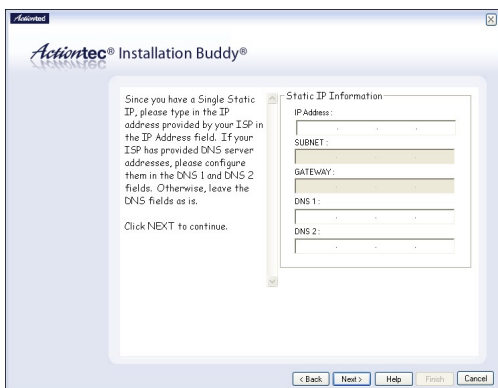 Actiontec
Actiontec® Installation Buddy®
Since you have a Single Static
IP, please type in the IP
address provided by your ISP in
the IP Address field. If your
ISP has provided DNS server
addresses, please configure
them in the DNS 1 and DNS 2
fields. Otherwise, leave the
DNS fields as is.
Click NEXT to continue.
Static IP Information
IP Address :
SUBNET :
GATEWAY :
DNS 1 :
DNS 2 :
< Back Next > Help Finish Cancel